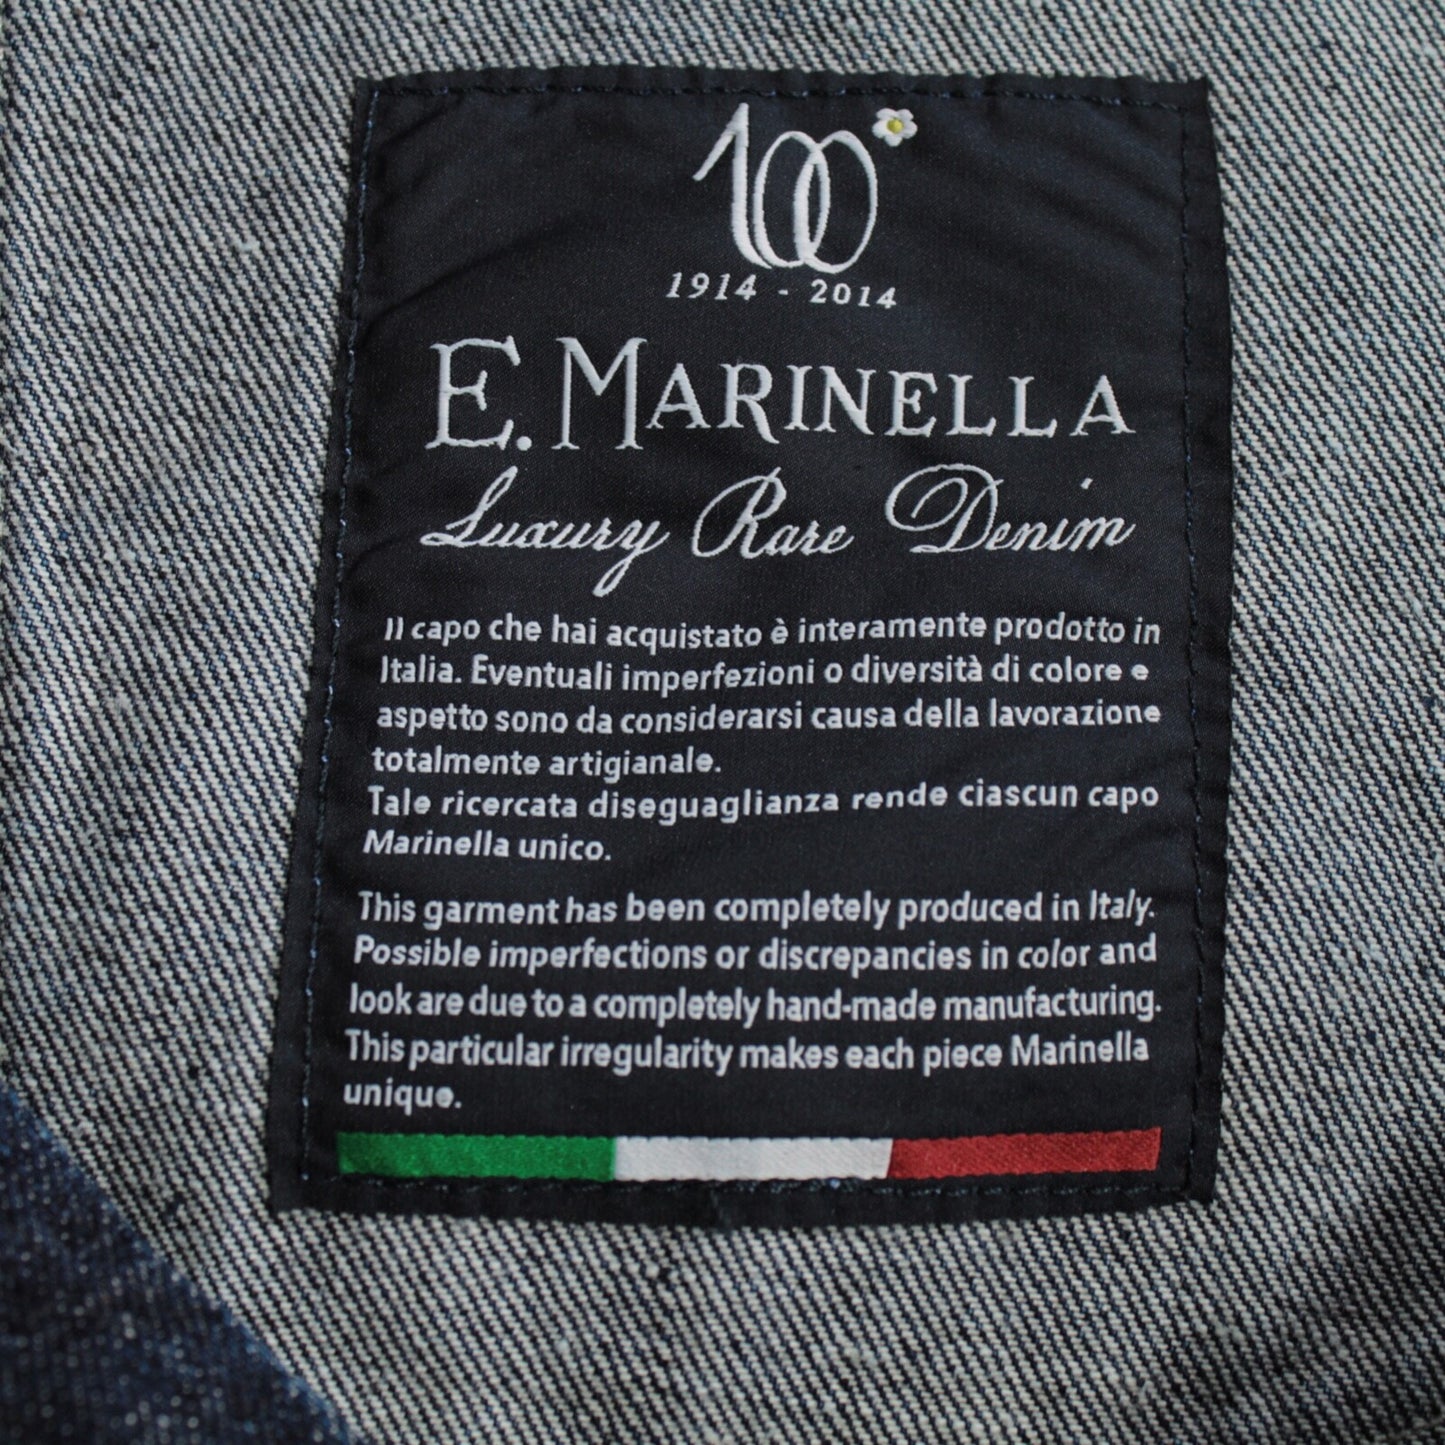 100
1914 - 2014
E. MARINELLA
Luxury Rare Denim
Il capo che hai acquistato è interamente prodotto in
Italia. Eventuali imperfezioni o diversità di colore e
aspetto sono da considerarsi causa della lavorazione
totalmente artigianale.
Tale ricercata diseguaglianza rende ciascun capo
Marinella unico.
This garment has been completely produced in Italy.
Possible imperfections or discrepancies in color and
look are due to a completely hand-made manufacturing.
This particular irregularity makes each piece Marinella
unique.